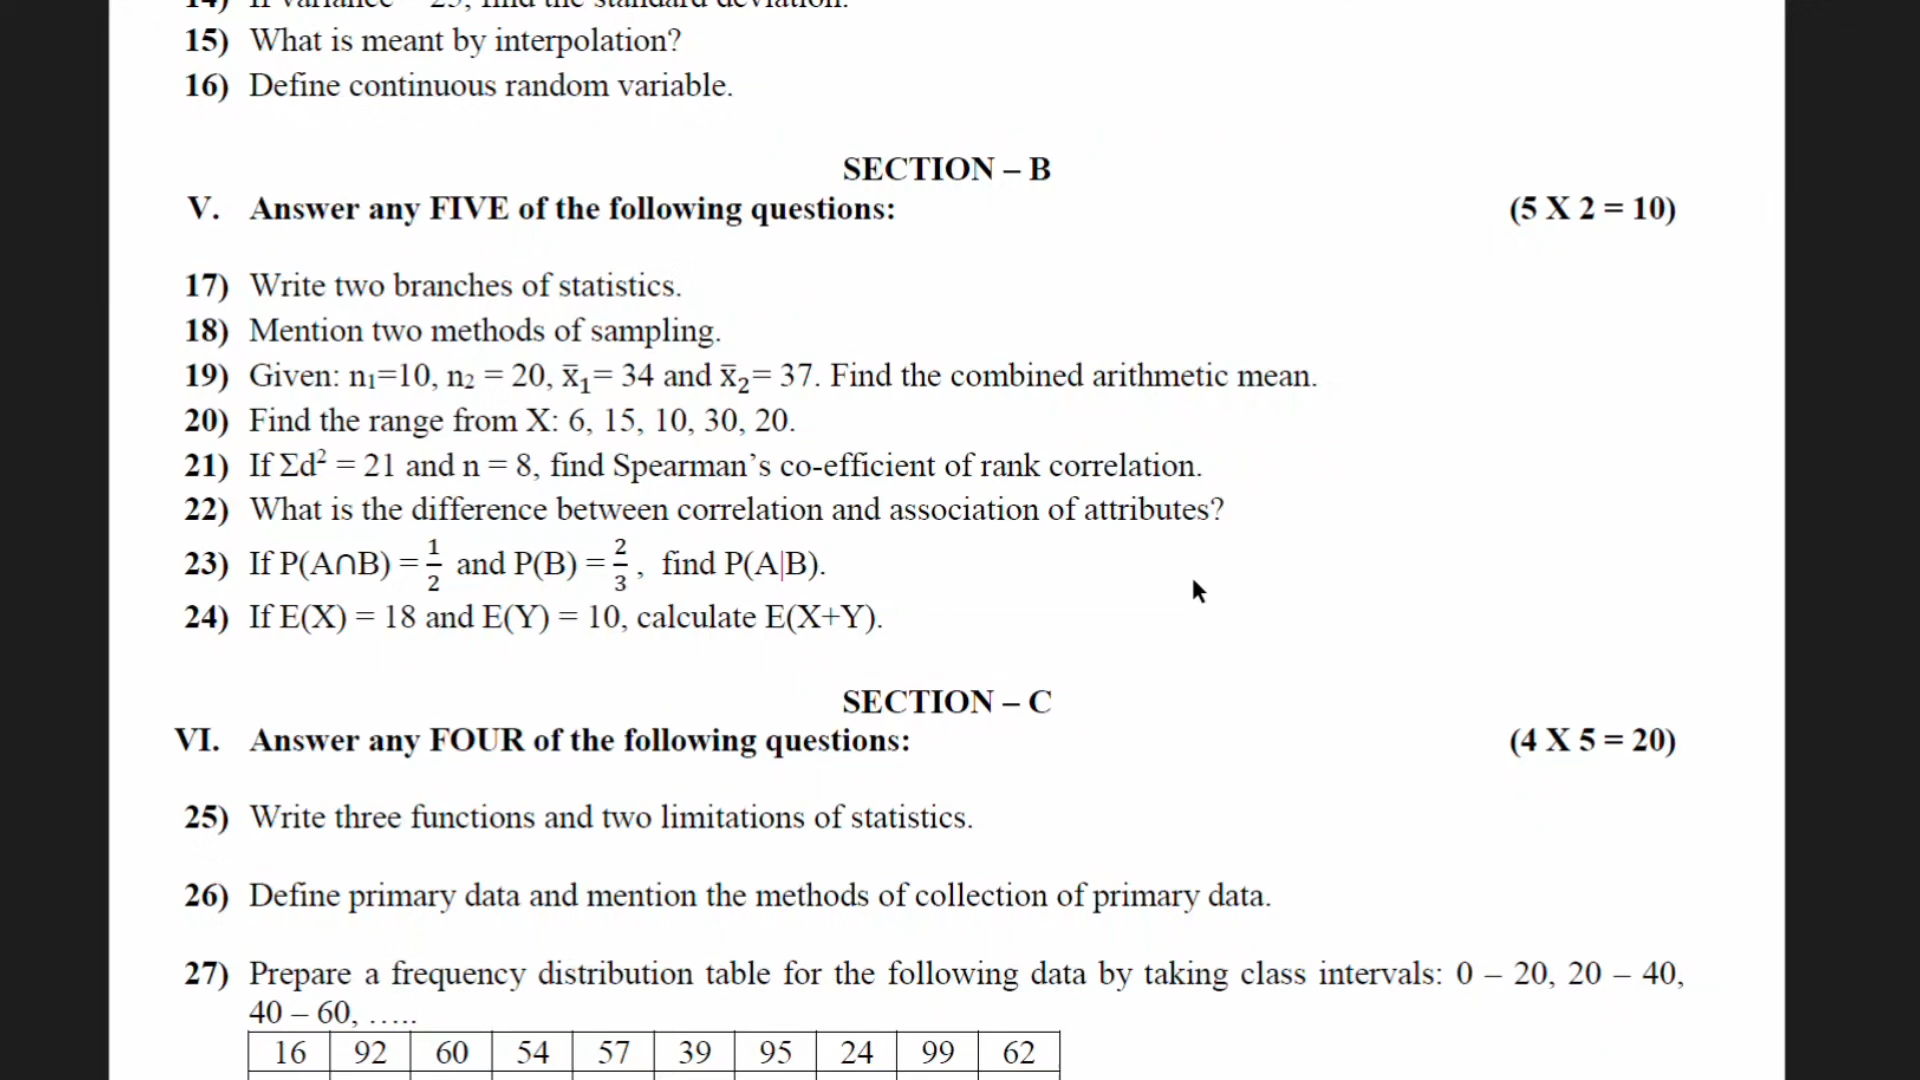 14) If variance = 25, find the standard deviation.
15) What is meant by interpolation?
16) Define continuous random variable.
SECTION – B
V. Answer any FIVE of the following questions: (5 X 2 = 10)
17) Write two branches of statistics.
18) Mention two methods of sampling.
19) Given: n₁=10, n₂ = 20, x̅₁= 34 and x̅₂= 37. Find the combined arithmetic mean.
20) Find the range from X: 6, 15, 10, 30, 20.
21) If Σd² = 21 and n = 8, find Spearman’s co-efficient of rank correlation.
22) What is the difference between correlation and association of attributes?
23) If P(A∩B) = 1/2 and P(B) = 2/3 , find P(A|B).
24) If E(X) = 18 and E(Y) = 10, calculate E(X+Y).
SECTION – C
VI. Answer any FOUR of the following questions: (4 X 5 = 20)
25) Write three functions and two limitations of statistics.
26) Define primary data and mention the methods of collection of primary data.
27) Prepare a frequency distribution table for the following data by taking class intervals: 0 – 20, 20 – 40,
40 – 60, …..
16 92 60 54 57 39 95 24 99 62